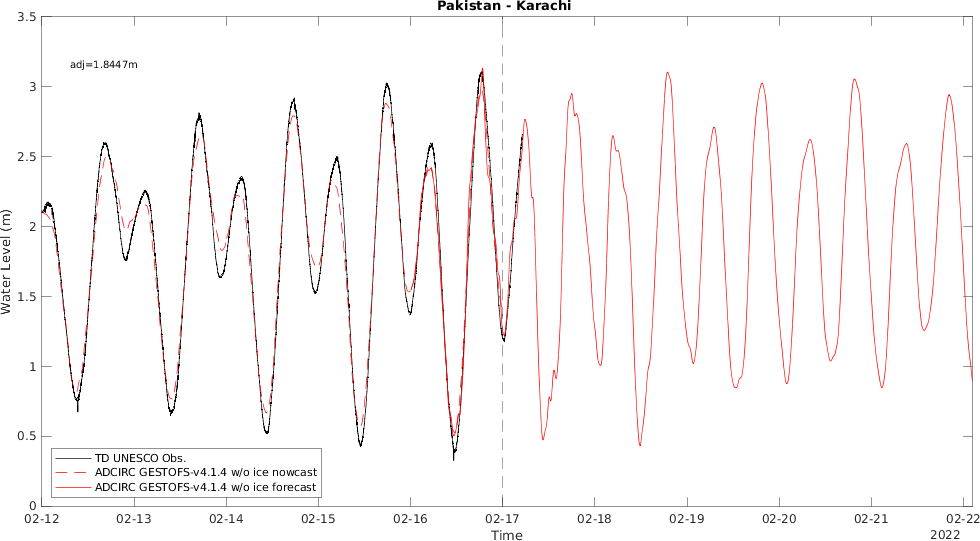 Pakistan - Karachi
adj=1.8447m
3.5
3
2.5
2
1.5
1
0.5
0
Water Level (m)
TD UNESCO Obs.
ADCIRC GESTOFS-v4.1.4 w/o ice nowcast
ADCIRC GESTOFS-v4.1.4 w/o ice forecast
02-12 02-13 02-14 02-15 02-16 02-17 02-18 02-19 02-20 02-21 02-22
Time
2022